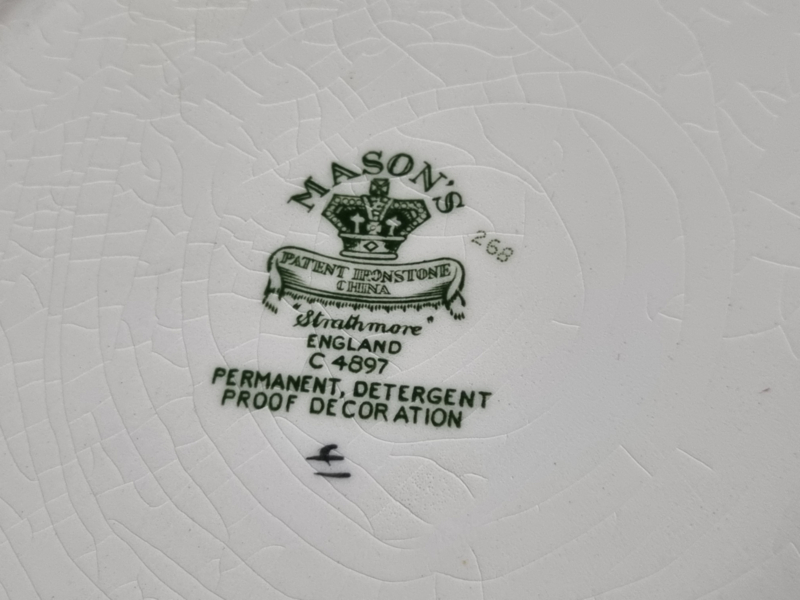 MASON'S
268
PATENT IRONSTONE
CHINA
"Strathmore"
ENGLAND
C 4897
PERMANENT, DETERGENT
PROOF DECORATION